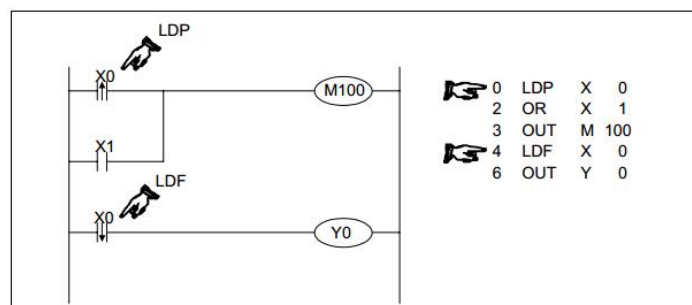 LDP
X0
M100
X1
LDF
X0
Y0
0 LDP X 0
2 OR X 1
3 OUT M 100
4 LDF X 0
6 OUT Y 0